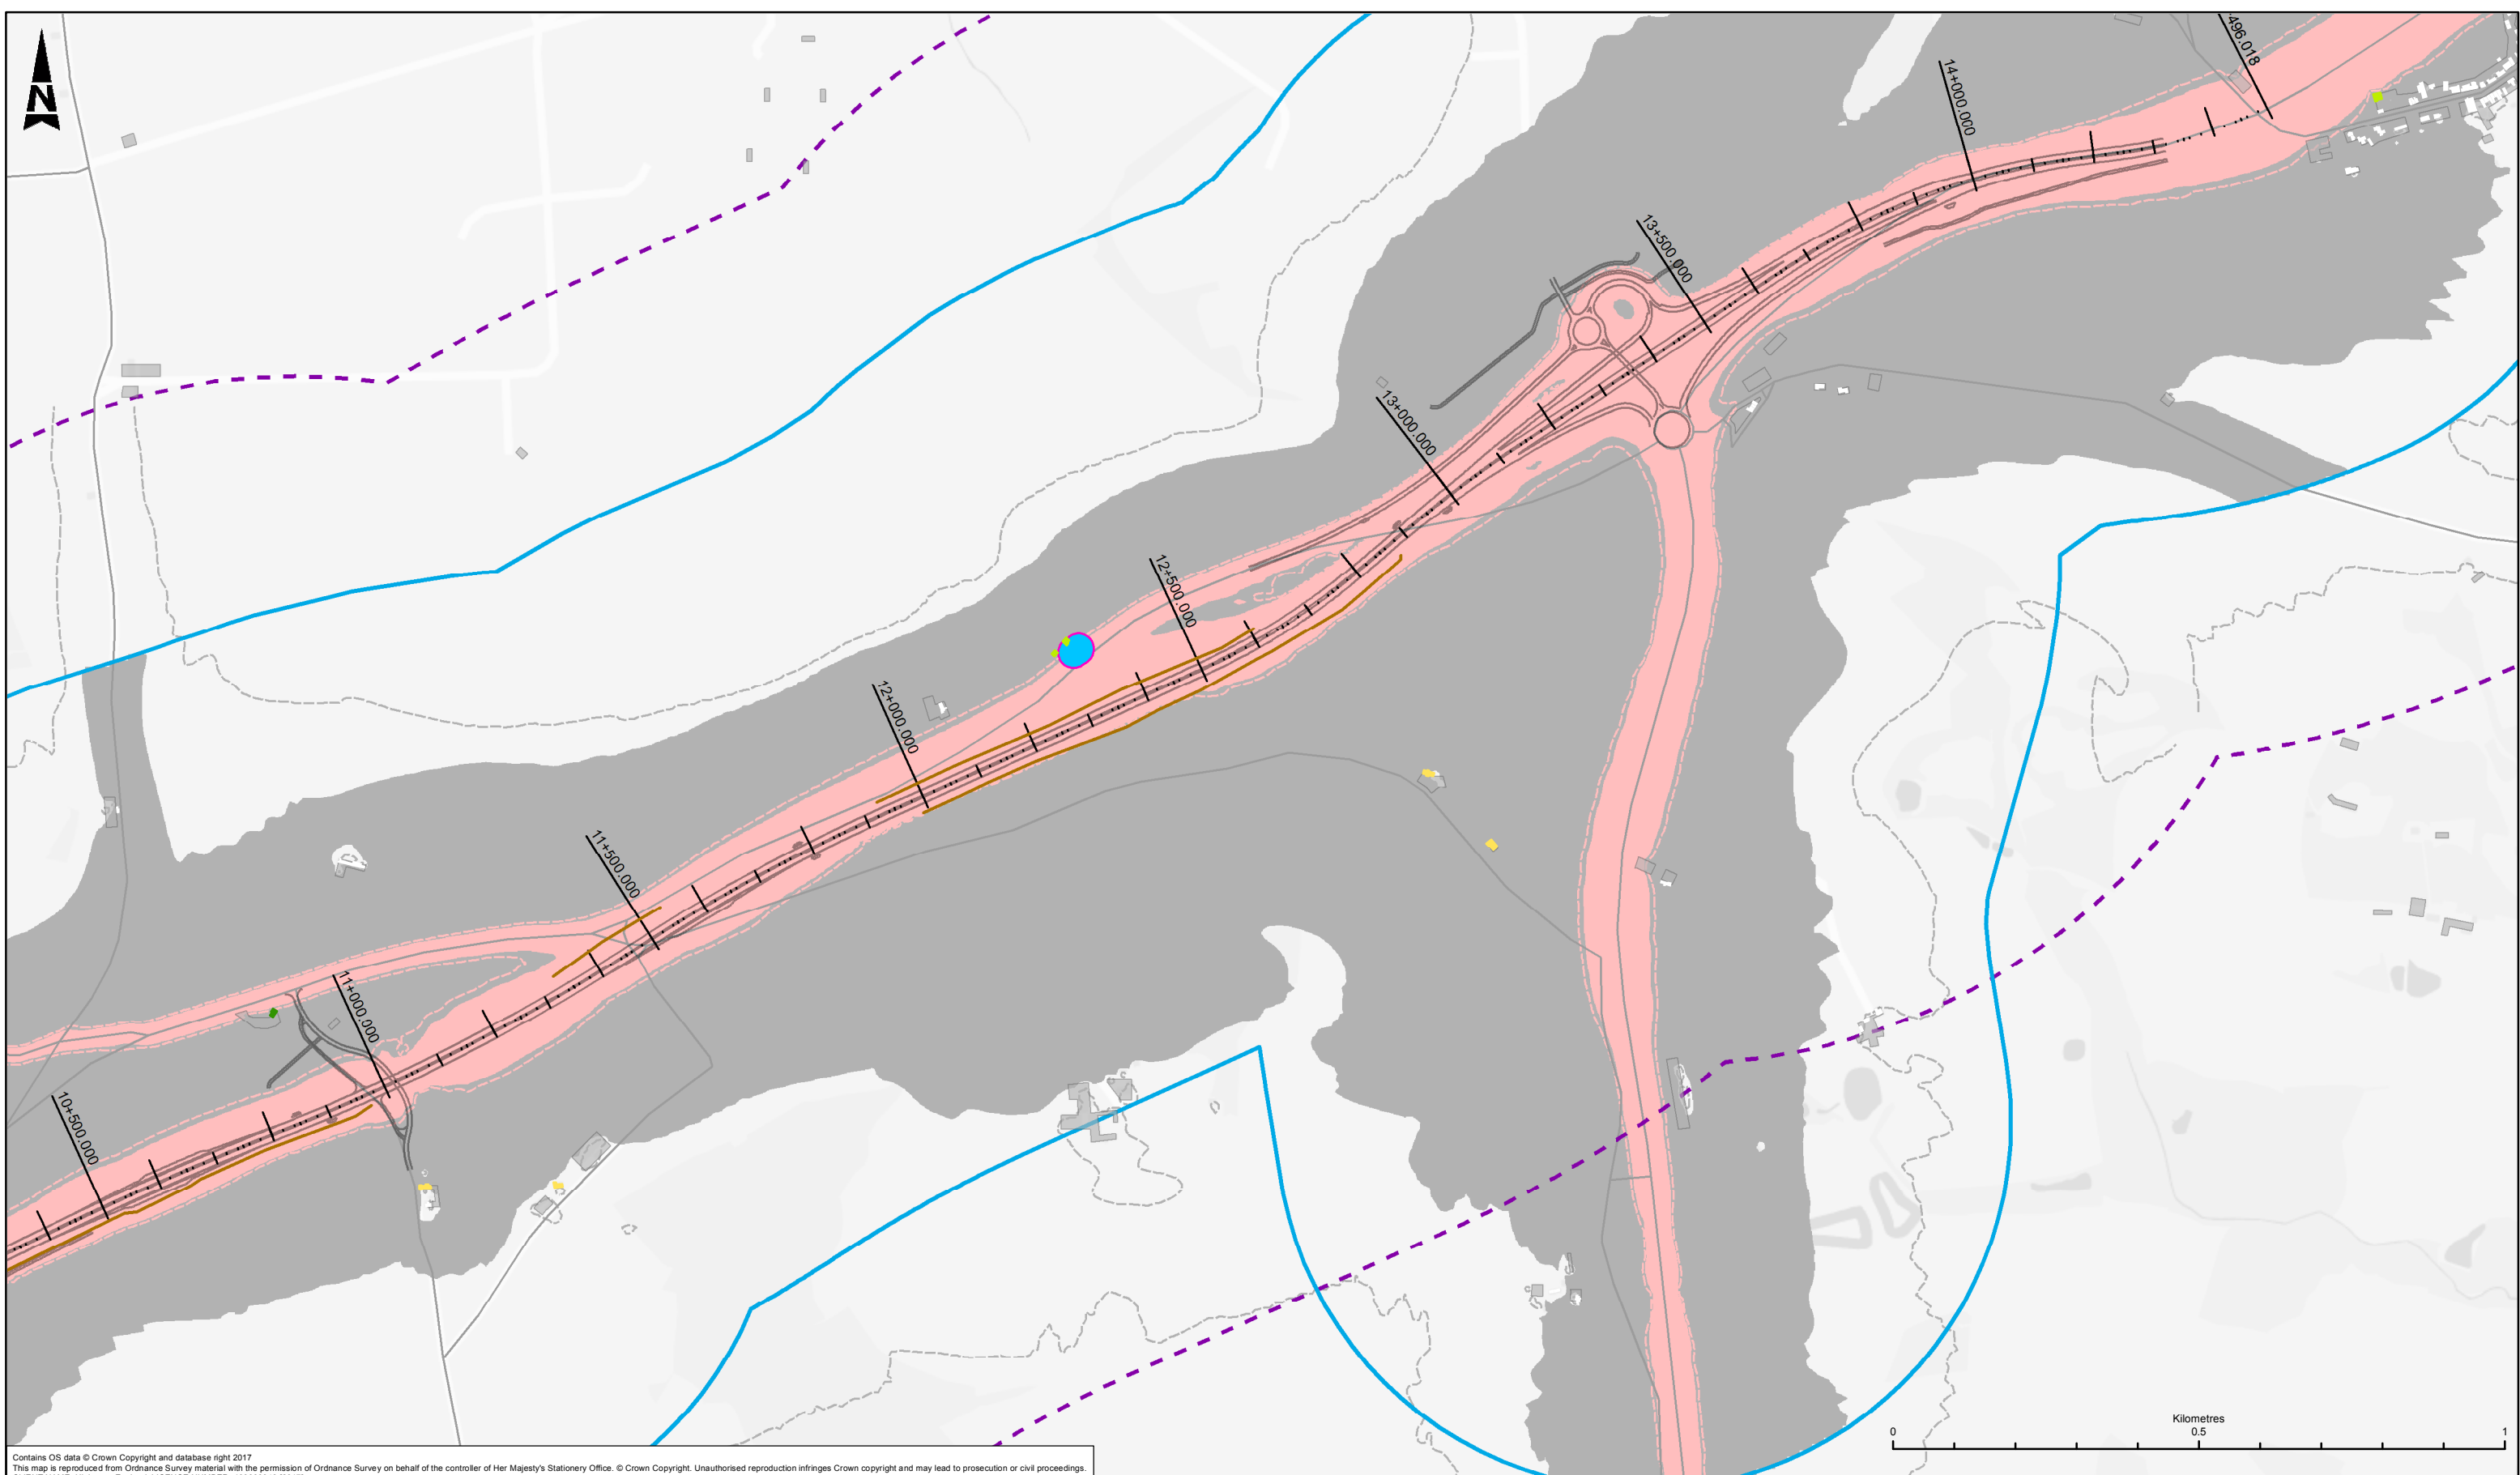 N
496.018
14+000.000
13+500.000
13+000.000
12+500.000
12+000.000
11+500.000
11+000.000
10+500.000
Kilometres
0 0.5 1
Contains OS data © Crown Copyright and database right 2017
This map is reproduced from Ordnance Survey material with the permission of Ordnance Survey on behalf of the controller of Her Majesty's Stationery Office. © Crown Copyright. Unauthorised reproduction infringes Crown copyright and may lead to prosecution or civil proceedings.